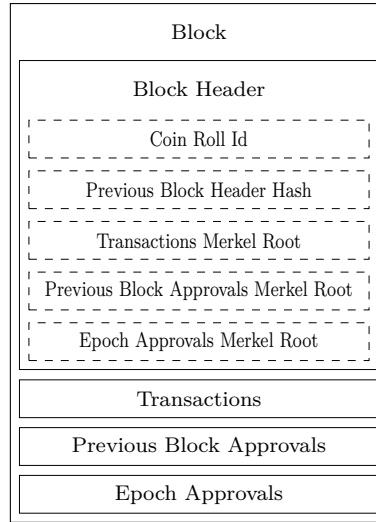 Block
Block Header
Coin Roll Id
Previous Block Header Hash
Transactions Merkel Root
Previous Block Approvals Merkel Root
Epoch Approvals Merkel Root
Transactions
Previous Block Approvals
Epoch Approvals